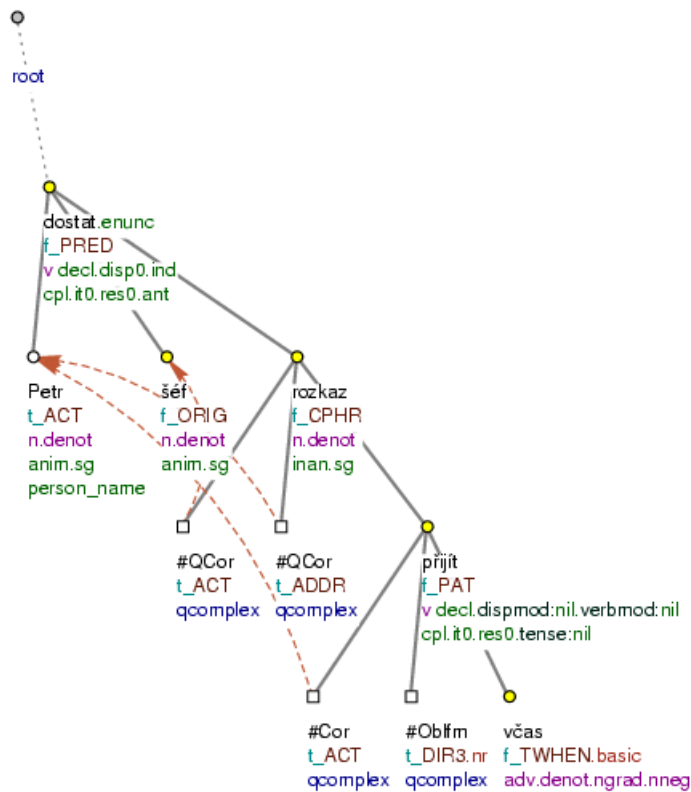 root
dostat.enunc
f_PRED
v decl.disp0.ind
cpl.it0.res0.ant
Petr
t_ACT
n.denot
anim.sg
person_name
šéf
f_ORIG
n.denot
anim.sg
rozkaz
f_CPHR
n.denot
inan.sg
#QCor
t_ACT
qcomplex
#QCor
t_ADDR
qcomplex
přijít
f_PAT
v decl.dispmod:nil.verbmod:nil
cpl.it0.res0.tense:nil
#Cor
t_ACT
qcomplex
#Oblfm
t_DIR3.nr
qcomplex
včas
f_TWHEN.basic
adv.denot.ngrad.nneg